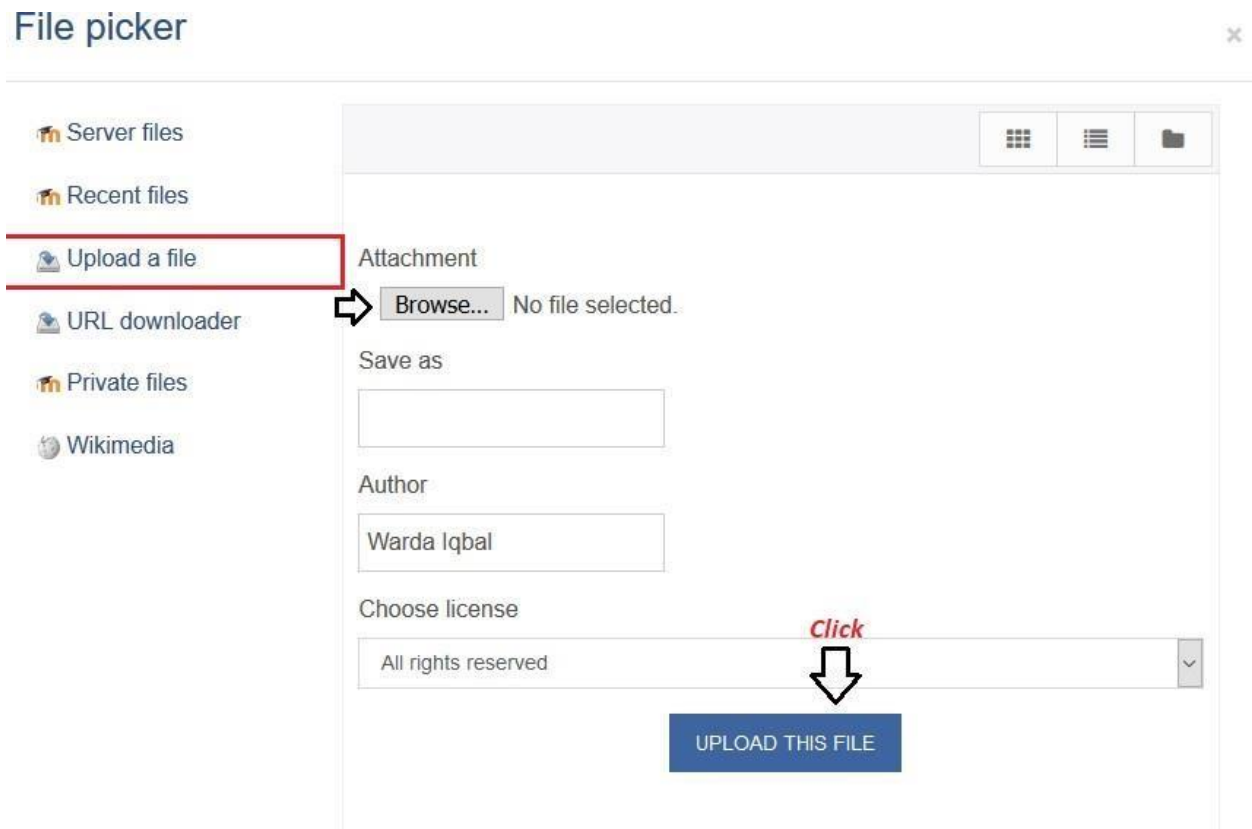 File picker
×
Server files
Recent files
Upload a file
URL downloader
Private files
Wikimedia
Attachment
Browse... No file selected.
Save as
Author
Warda Iqbal
Choose license
Click
All rights reserved
UPLOAD THIS FILE